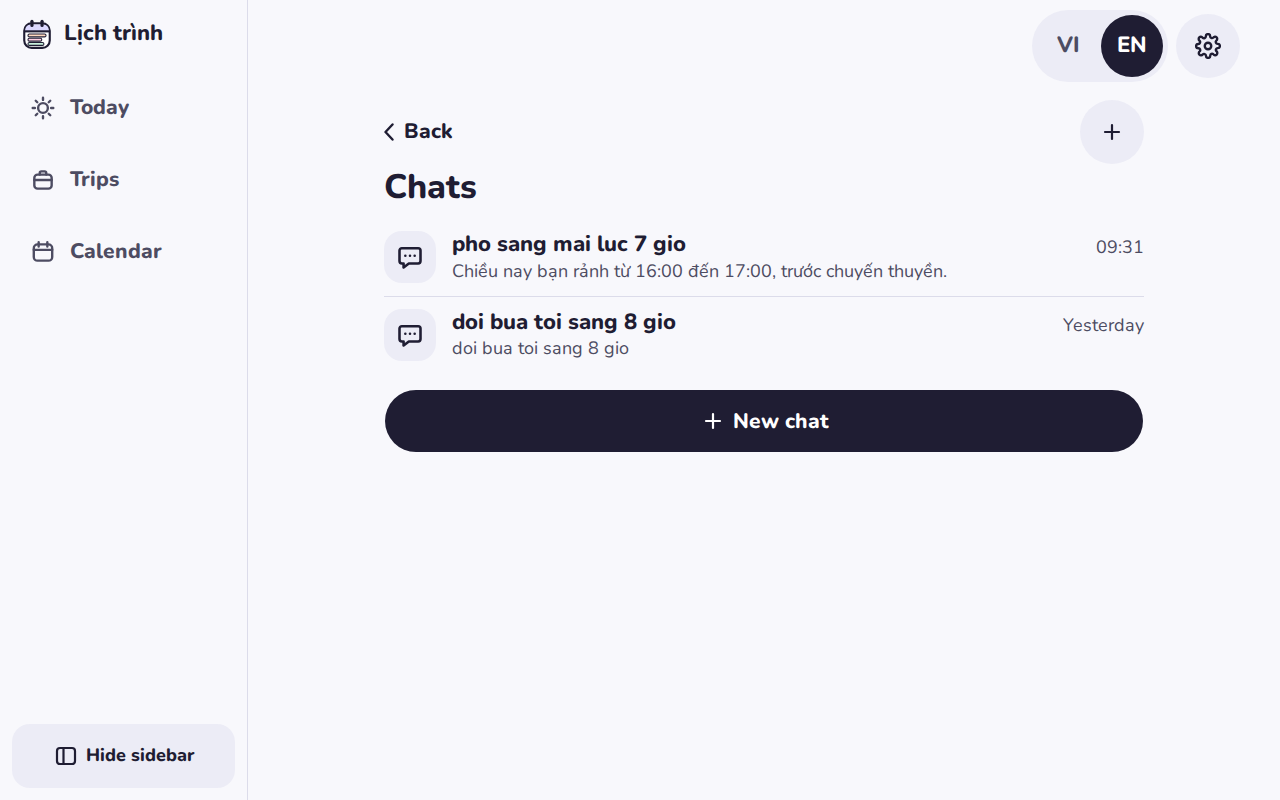 Lịch trình
VI
EN
Today
Trips
Calendar
Back
Chats
pho sang mai luc 7 gio
09:31
Chiều nay bạn rảnh từ 16:00 đến 17:00, trước chuyến thuyền.
doi bua toi sang 8 gio
Yesterday
doi bua toi sang 8 gio
New chat
Hide sidebar